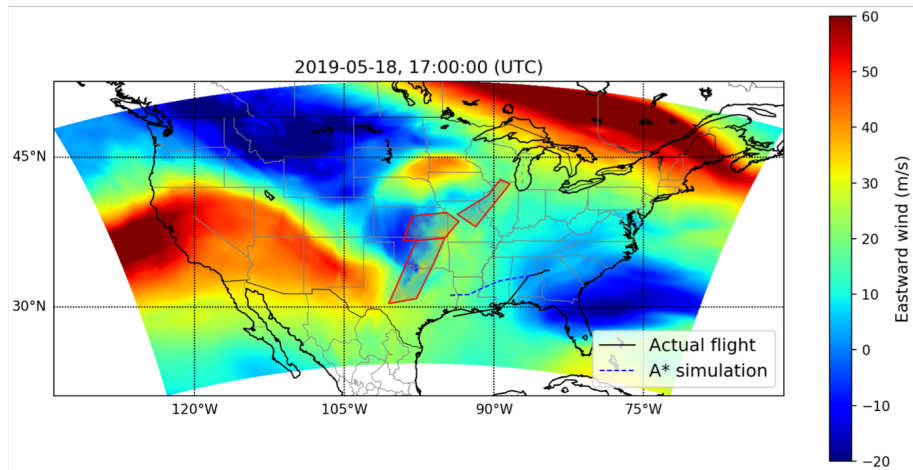 2019-05-18, 17:00:00 (UTC)
45°N
30°N
120°W
105°W
90°W
75°W
Actual flight
A* simulation
60
50
40
30
20
10
0
−10
−20
Eastward wind (m/s)